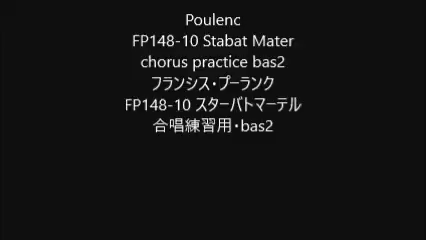 Poulenc
FP148-10 Stabat Mater
chorus practice bas2
フランシス・プーランク
FP148-10 スターバトマーテル
合唱練習用・bas2